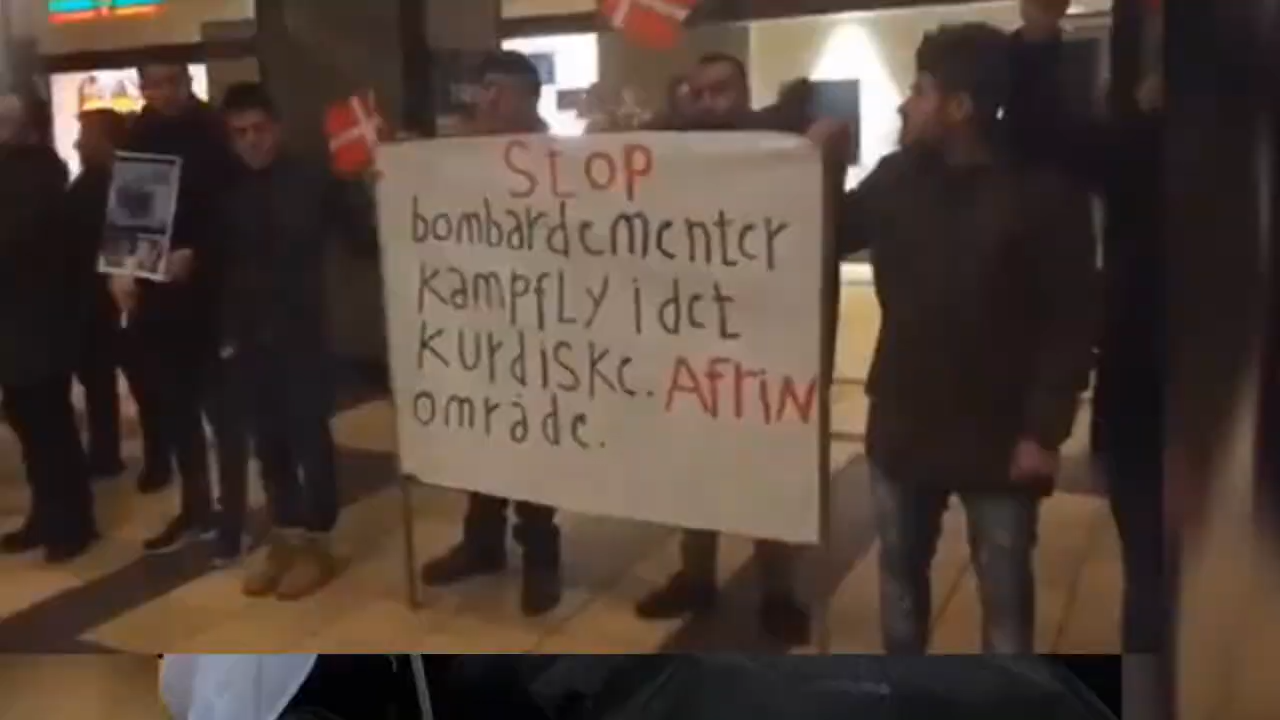 STOP
bombardementer
kampfly i det
kurdiske. Afrin
område.